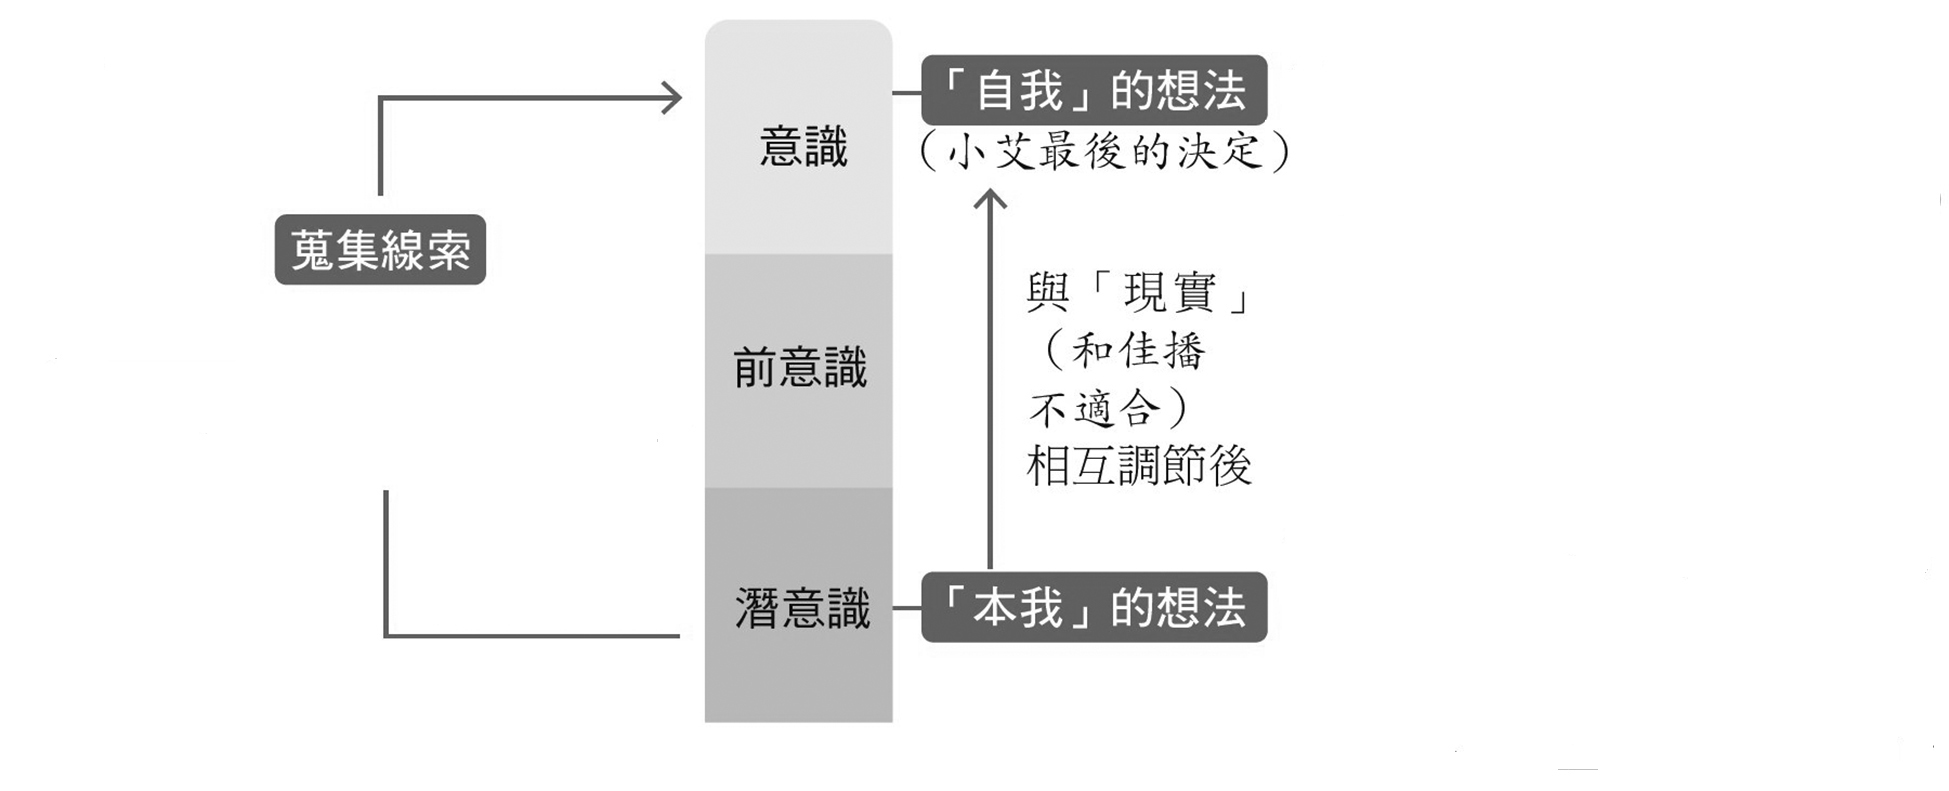 「自我」的想法
意識
(小艾最後的決定)
蒐集線索
與「現實」
(和佳播
不適合)
相互調節後
前意識
潛意識
「本我」的想法